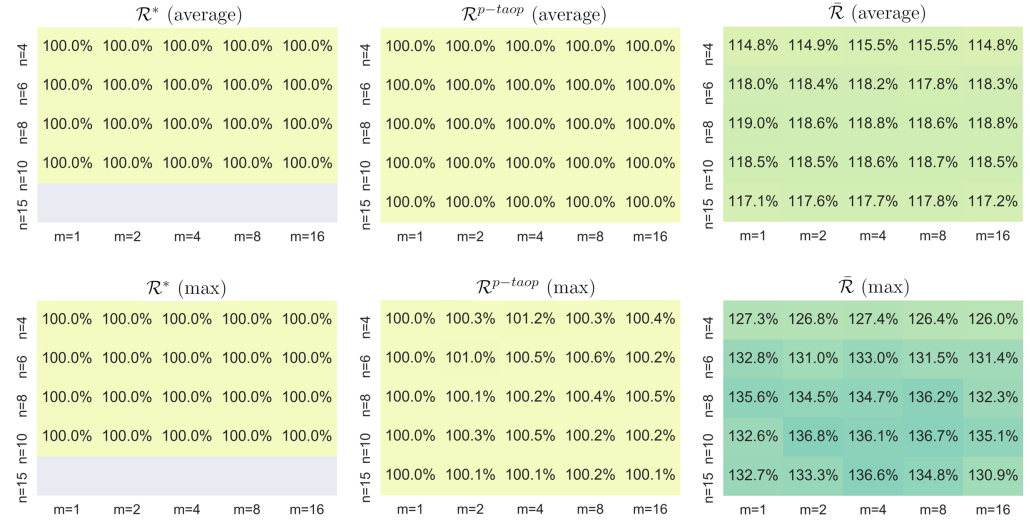 R* (average)
n=4 100.0% 100.0% 100.0% 100.0% 100.0%
n=6 100.0% 100.0% 100.0% 100.0% 100.0%
n=8 100.0% 100.0% 100.0% 100.0% 100.0%
n=10 100.0% 100.0% 100.0% 100.0% 100.0%
n=15
m=1 m=2 m=4 m=8 m=16
R^{p−taop} (average)
n=4 100.0% 100.0% 100.0% 100.0% 100.0%
n=6 100.0% 100.0% 100.0% 100.0% 100.0%
n=8 100.0% 100.0% 100.0% 100.0% 100.0%
n=10 100.0% 100.0% 100.0% 100.0% 100.0%
n=15 100.0% 100.0% 100.0% 100.0% 100.0%
m=1 m=2 m=4 m=8 m=16
R̄ (average)
n=4 114.8% 114.9% 115.5% 115.5% 114.8%
n=6 118.0% 118.4% 118.2% 117.8% 118.3%
n=8 119.0% 118.6% 118.8% 118.6% 118.8%
n=10 118.5% 118.5% 118.6% 118.7% 118.5%
n=15 117.1% 117.6% 117.7% 117.8% 117.2%
m=1 m=2 m=4 m=8 m=16
R* (max)
n=4 100.0% 100.0% 100.0% 100.0% 100.0%
n=6 100.0% 100.0% 100.0% 100.0% 100.0%
n=8 100.0% 100.0% 100.0% 100.0% 100.0%
n=10 100.0% 100.0% 100.0% 100.0% 100.0%
n=15
m=1 m=2 m=4 m=8 m=16
R^{p−taop} (max)
n=4 100.0% 100.3% 101.2% 100.3% 100.4%
n=6 100.0% 101.0% 100.5% 100.6% 100.2%
n=8 100.0% 100.1% 100.2% 100.4% 100.5%
n=10 100.0% 100.3% 100.5% 100.2% 100.2%
n=15 100.0% 100.1% 100.1% 100.2% 100.1%
m=1 m=2 m=4 m=8 m=16
R̄ (max)
n=4 127.3% 126.8% 127.4% 126.4% 126.0%
n=6 132.8% 131.0% 133.0% 131.5% 131.4%
n=8 135.6% 134.5% 134.7% 136.2% 132.3%
n=10 132.6% 136.8% 136.1% 136.7% 135.1%
n=15 132.7% 133.3% 136.6% 134.8% 130.9%
m=1 m=2 m=4 m=8 m=16